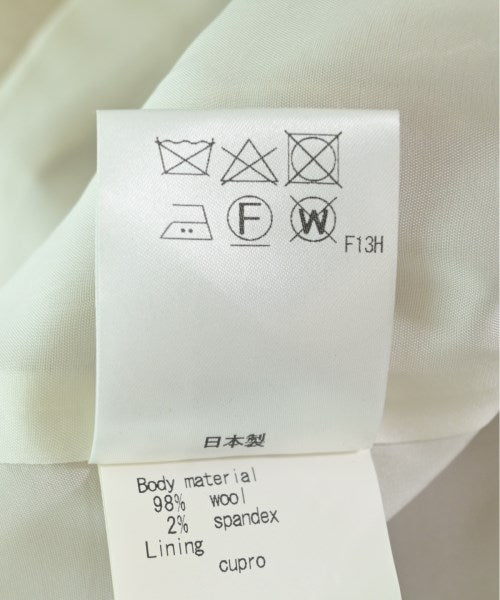 F W
F13H
日本製
Body material
98% wool
2% spandex
Lining
cupro